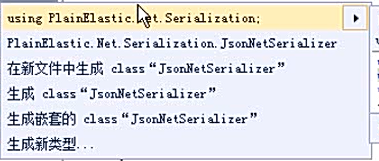 using PlainElastic.Net.Serialization;
PlainElastic.Net.Serialization.JsonNetSerializer
在新文件中生成 class“JsonNetSerializer”
生成 class“JsonNetSerializer”
生成嵌套的 class“JsonNetSerializer”
生成新类型...